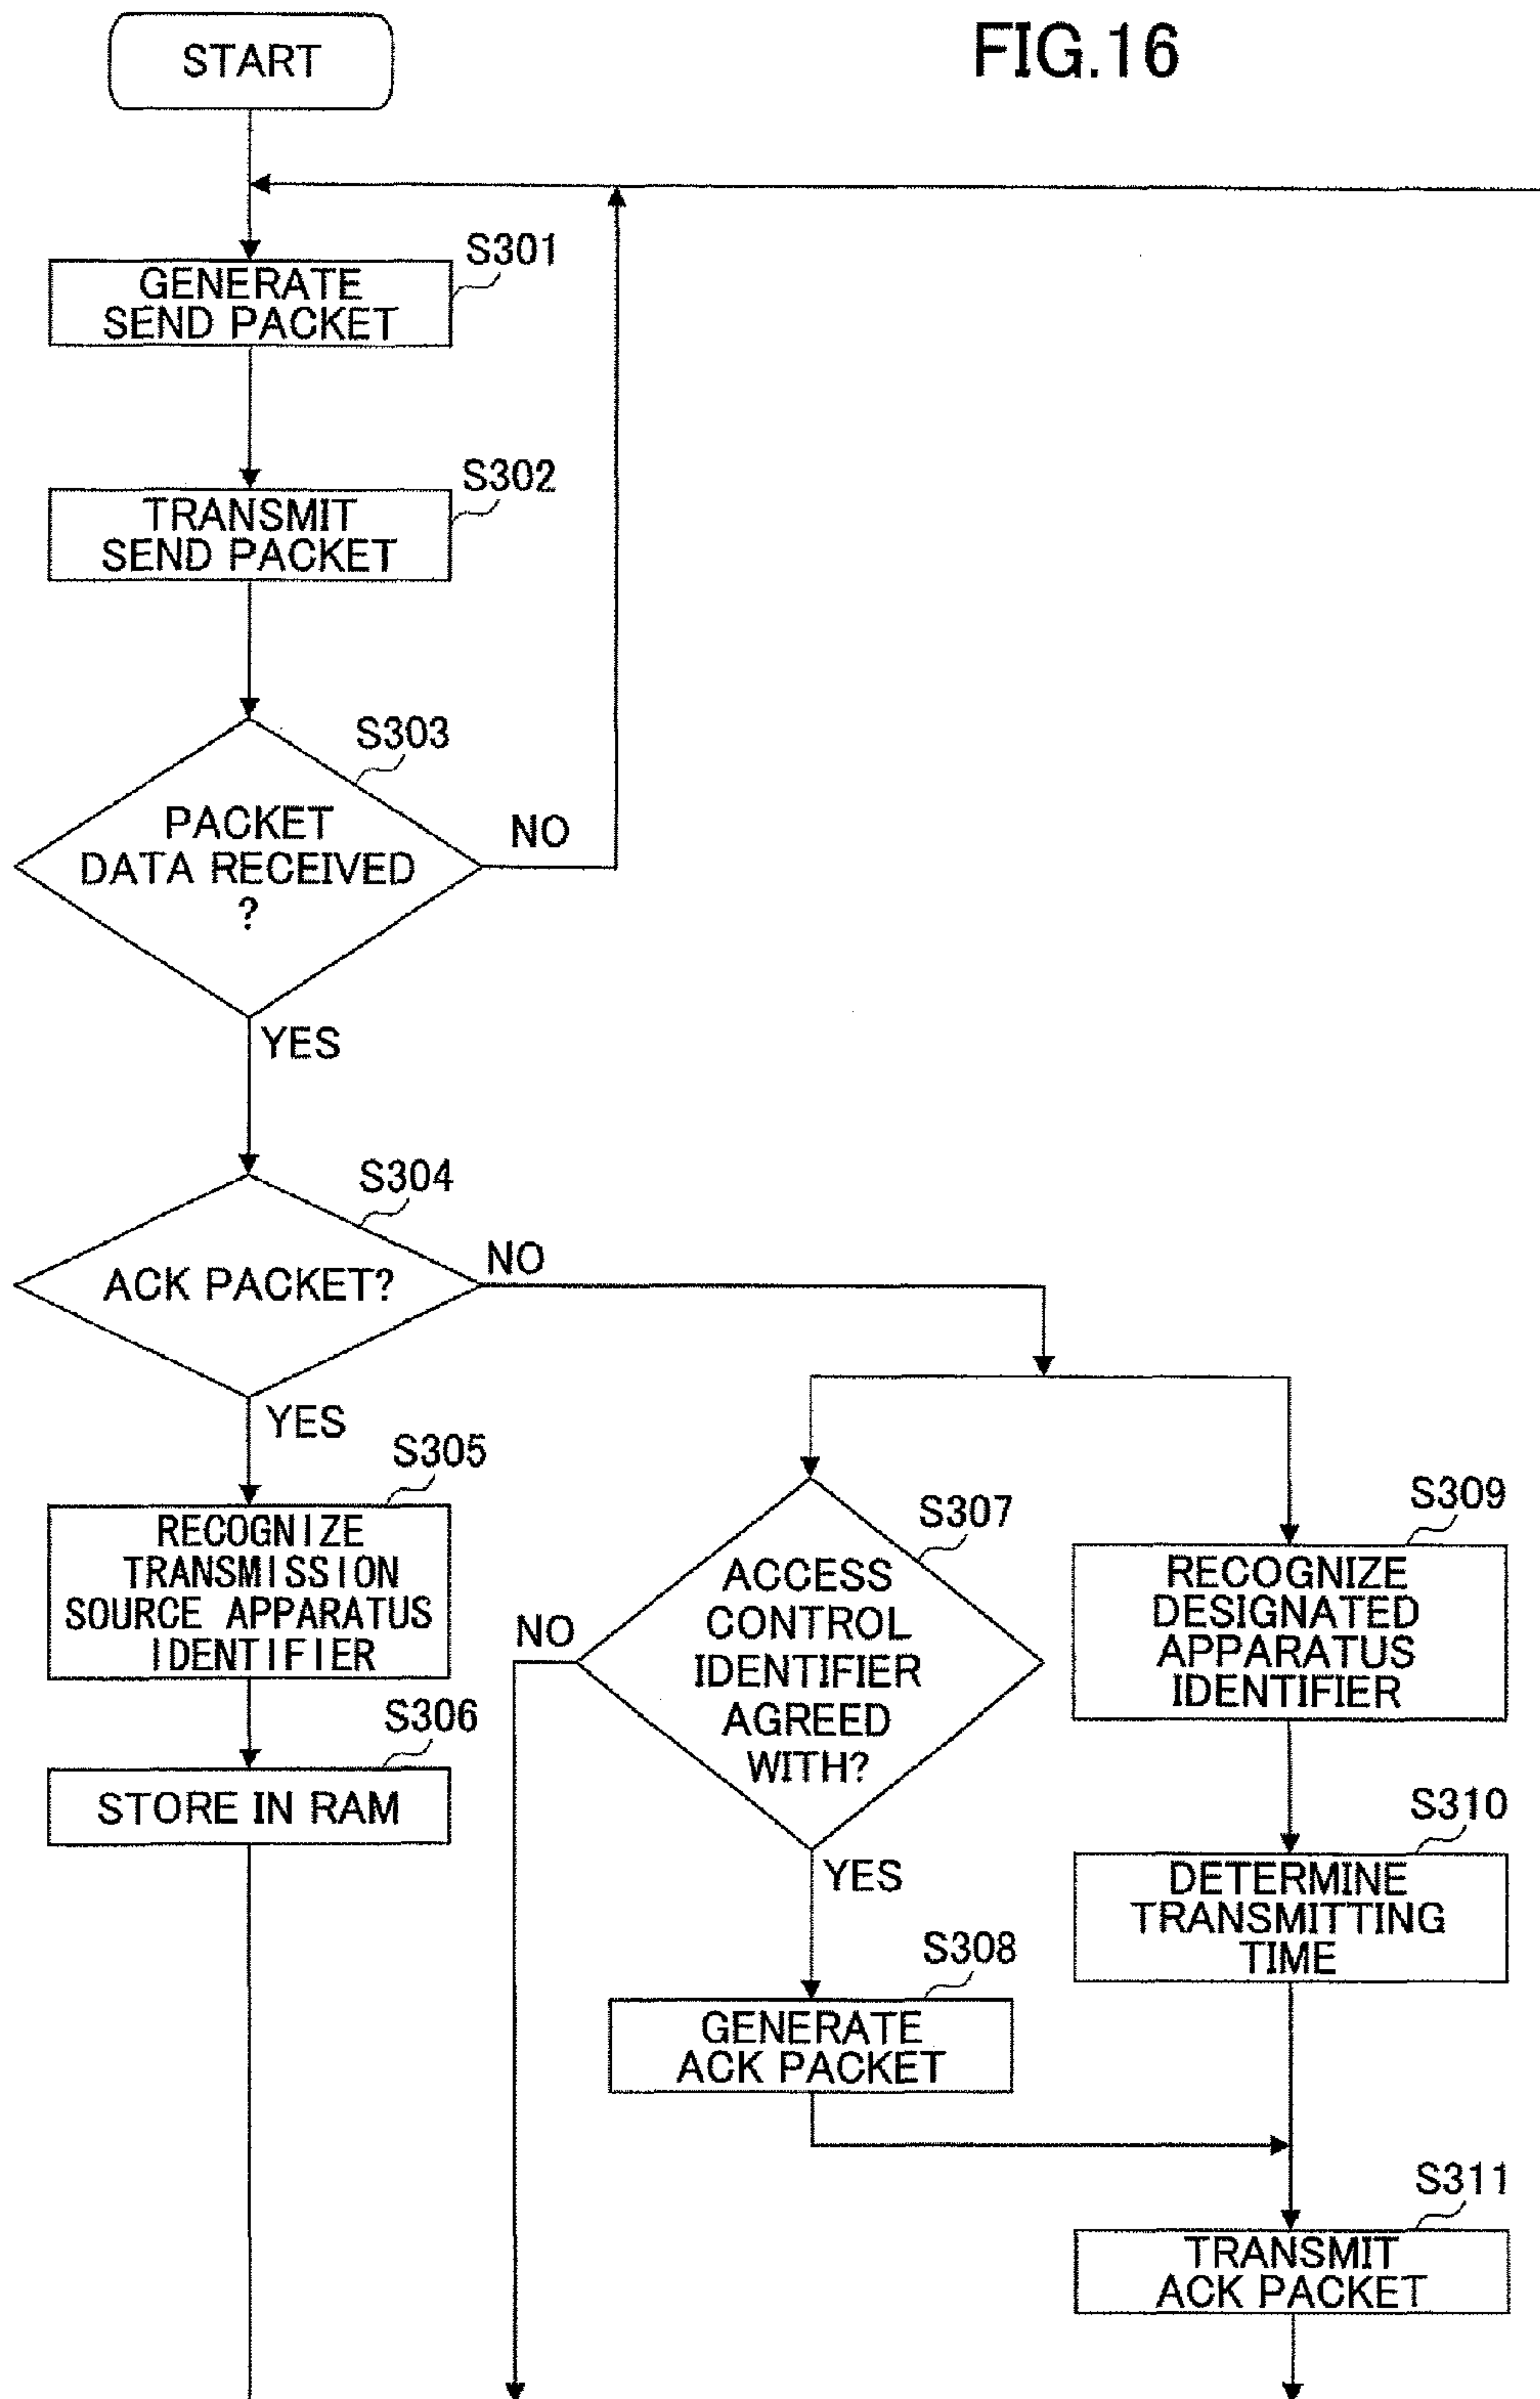 FIG.16
START
S301
GENERATE
SEND PACKET
S302
TRANSMIT
SEND PACKET
S303
PACKET
DATA RECEIVED
?
NO
YES
S304
ACK PACKET?
NO
YES
S305
RECOGNIZE
TRANSMISSION
SOURCE APPARATUS
IDENTIFIER
S306
STORE IN RAM
S307
ACCESS
CONTROL
IDENTIFIER
AGREED
WITH?
NO
YES
S308
GENERATE
ACK PACKET
S309
RECOGNIZE
DESIGNATED
APPARATUS
IDENTIFIER
S310
DETERMINE
TRANSMITTING
TIME
S311
TRANSMIT
ACK PACKET